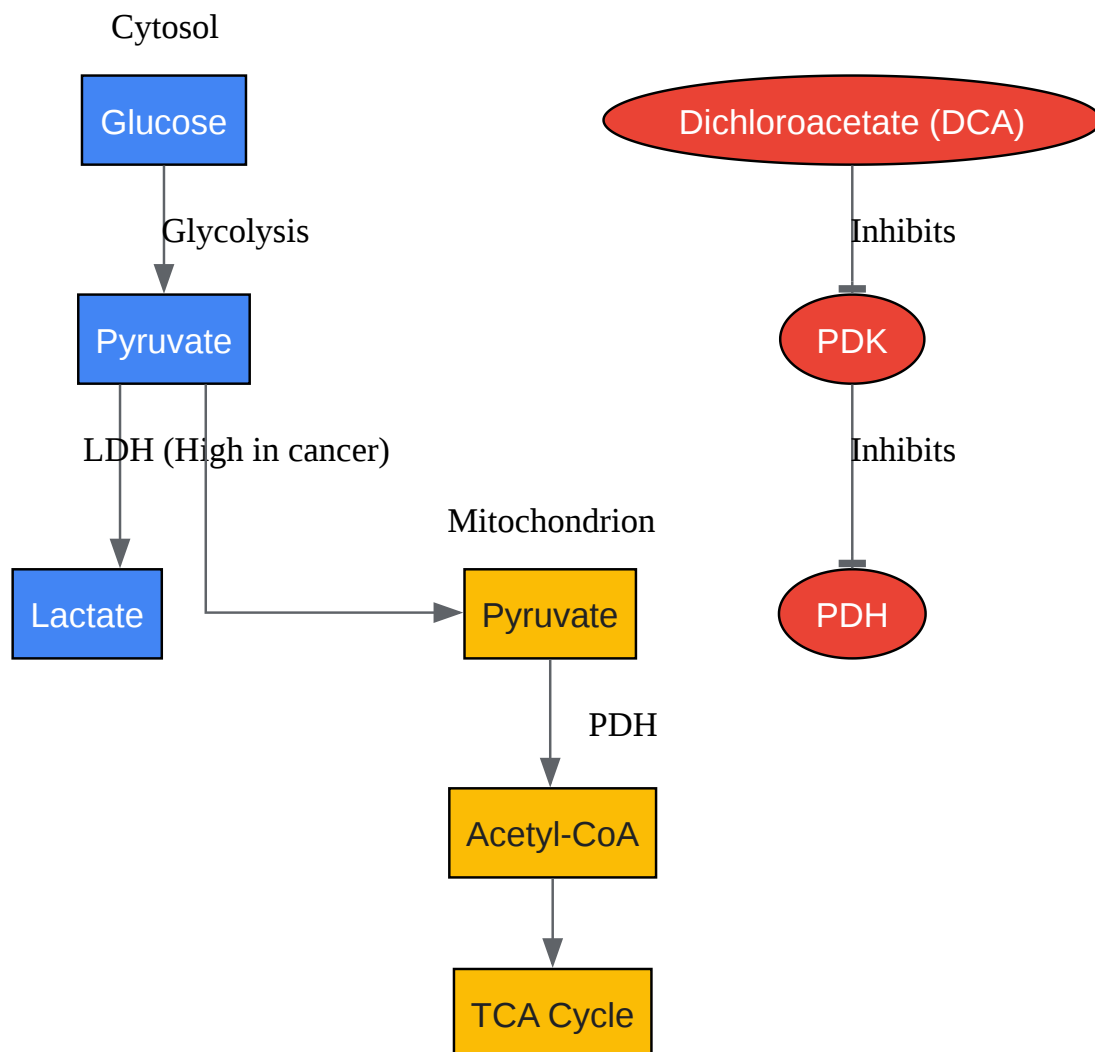 Cytosol
Glucose
Dichloroacetate (DCA)
Glycolysis
Inhibits
Pyruvate
PDK
LDH (High in cancer)
Inhibits
Mitochondrion
Lactate
Pyruvate
PDH
PDH
Acetyl-CoA
TCA Cycle